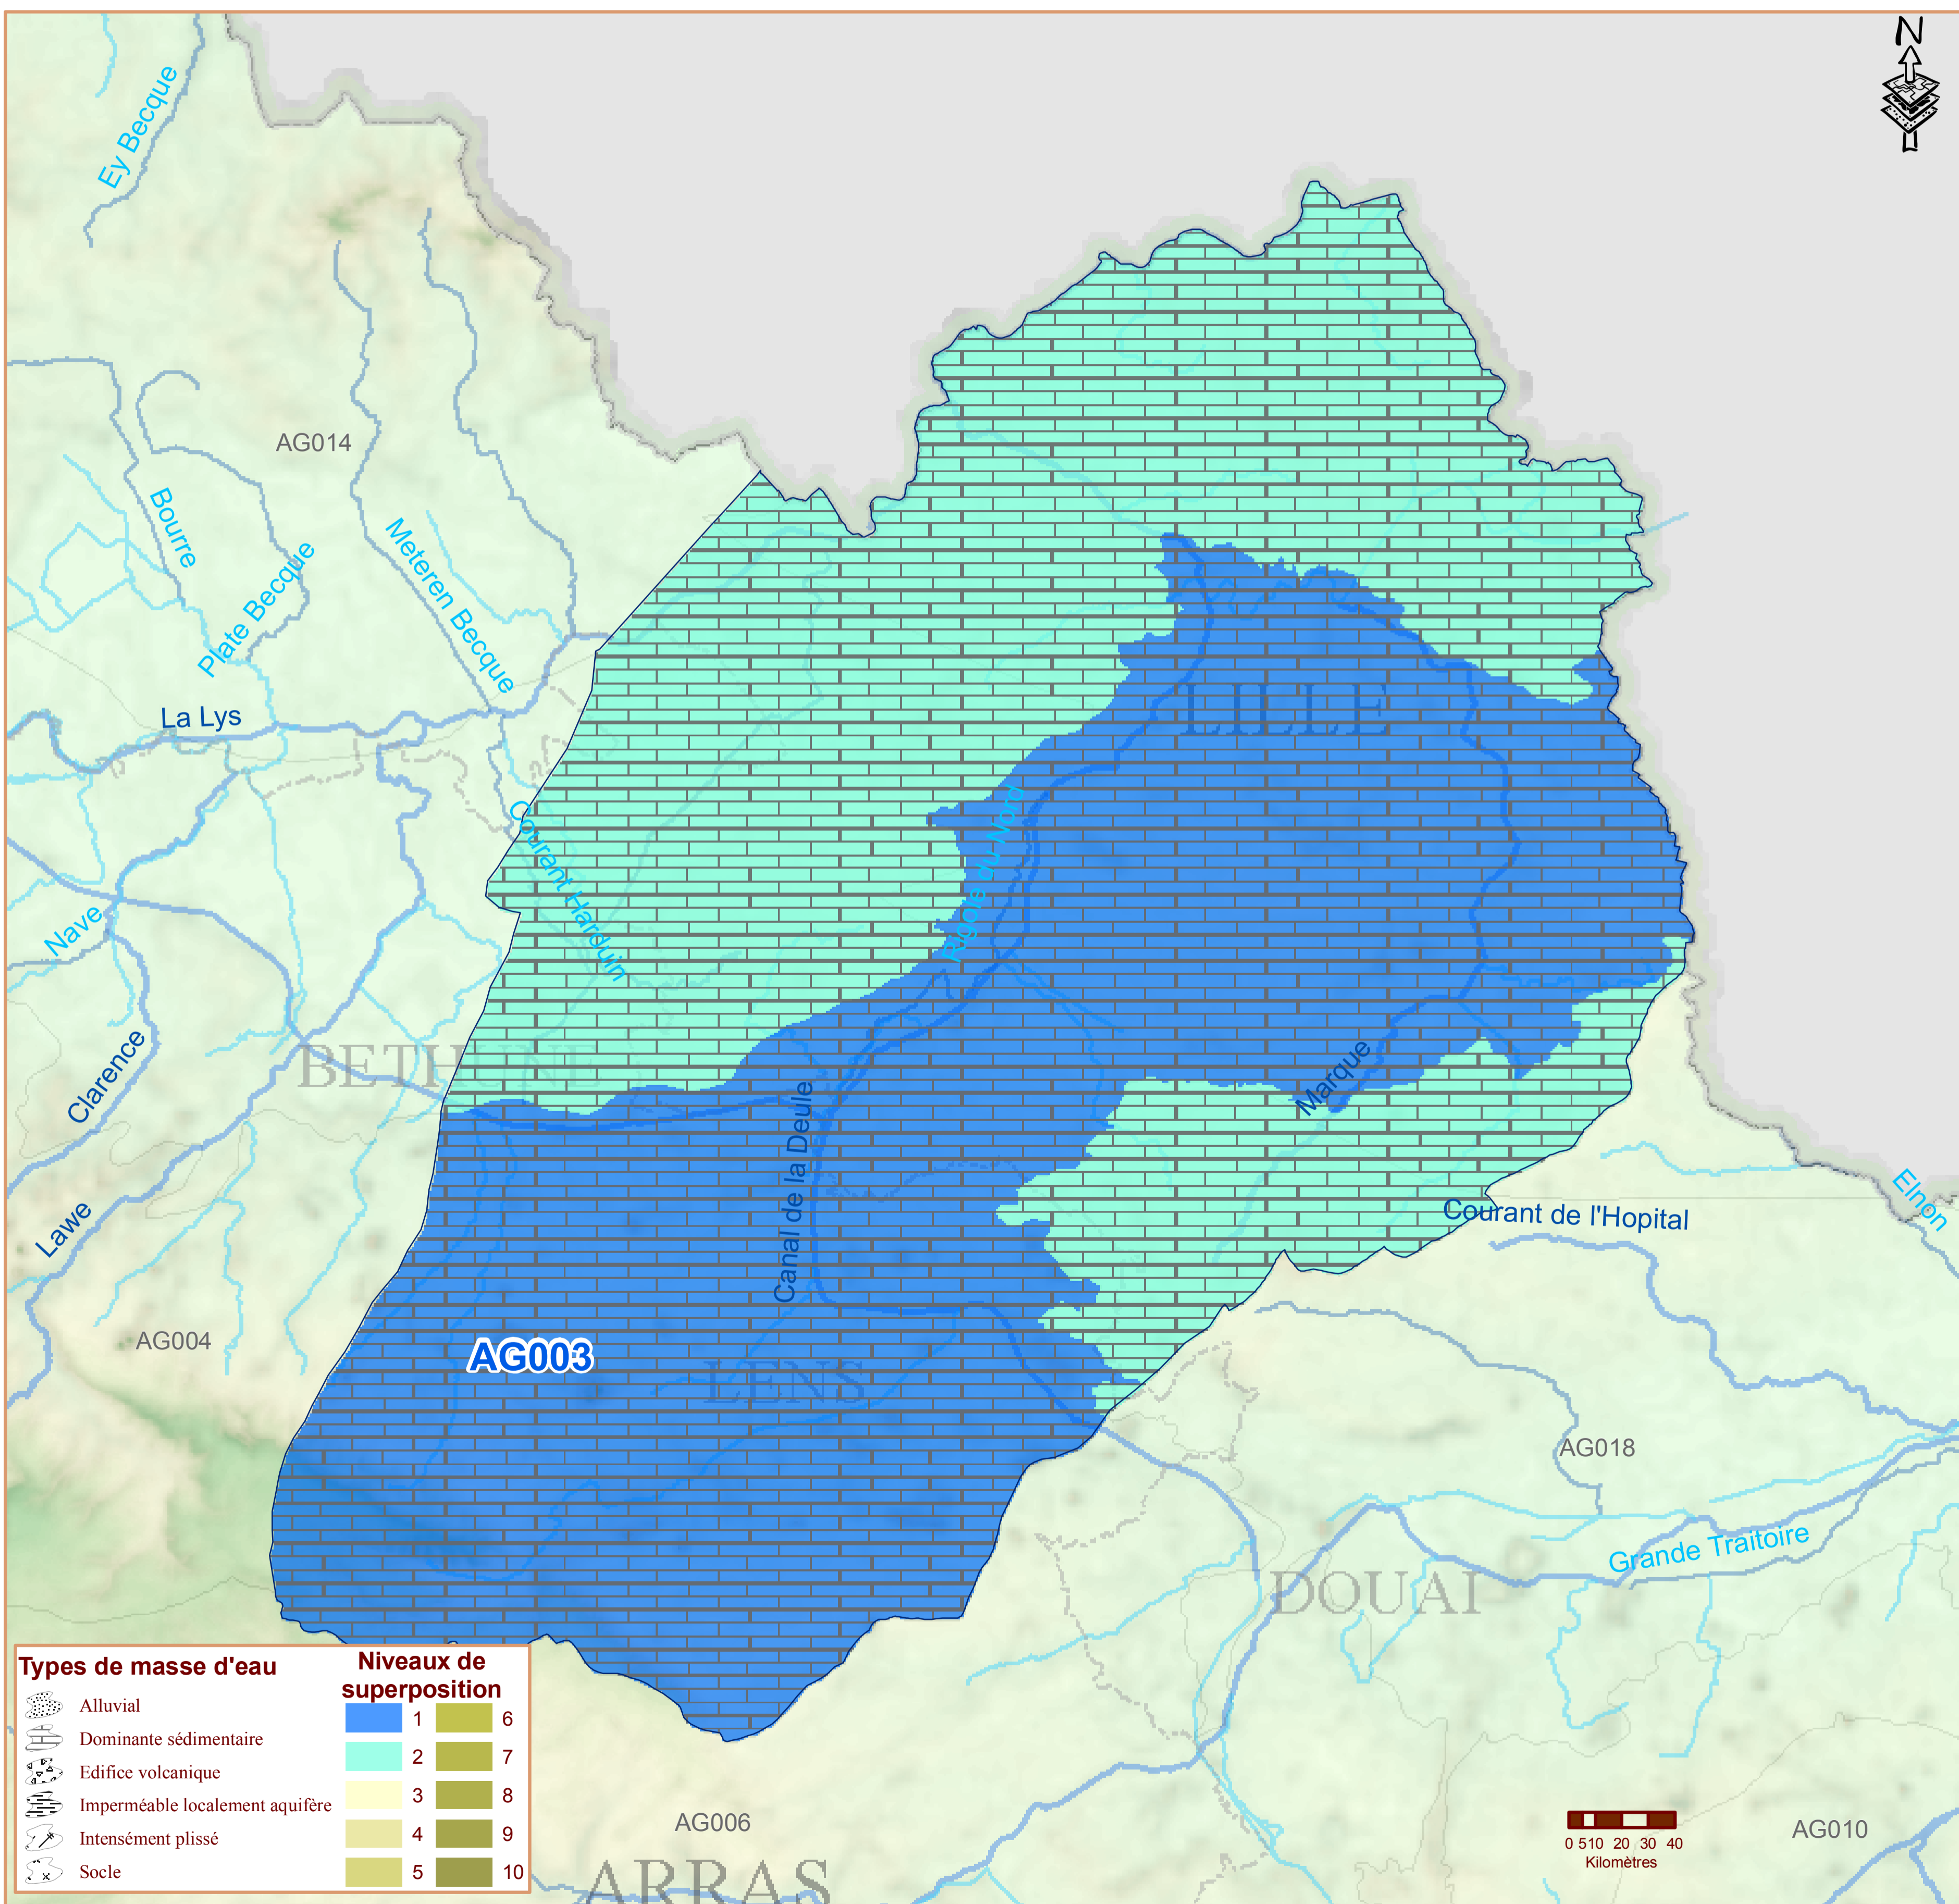 N
Ey Becque
AG014
Bourre
Plate Becque
Meteren Becque
La Lys
LILLE
Courant Harduin
Rigole du Nord
Nave
BETHUNE
Clarence
Canal de la Deule
Marque
Lawe
Courant de l'Hopital
Elnon
AG004
AG003
LENS
AG018
Grande Traitoire
DOUAI
AG006
AG010
ARRAS
Types de masse d'eau
Alluvial
Dominante sédimentaire
Edifice volcanique
Imperméable localement aquifère
Intensément plissé
Socle
Niveaux de
superposition
1 6
2 7
3 8
4 9
5 10
0 510 20 30 40
Kilomètres